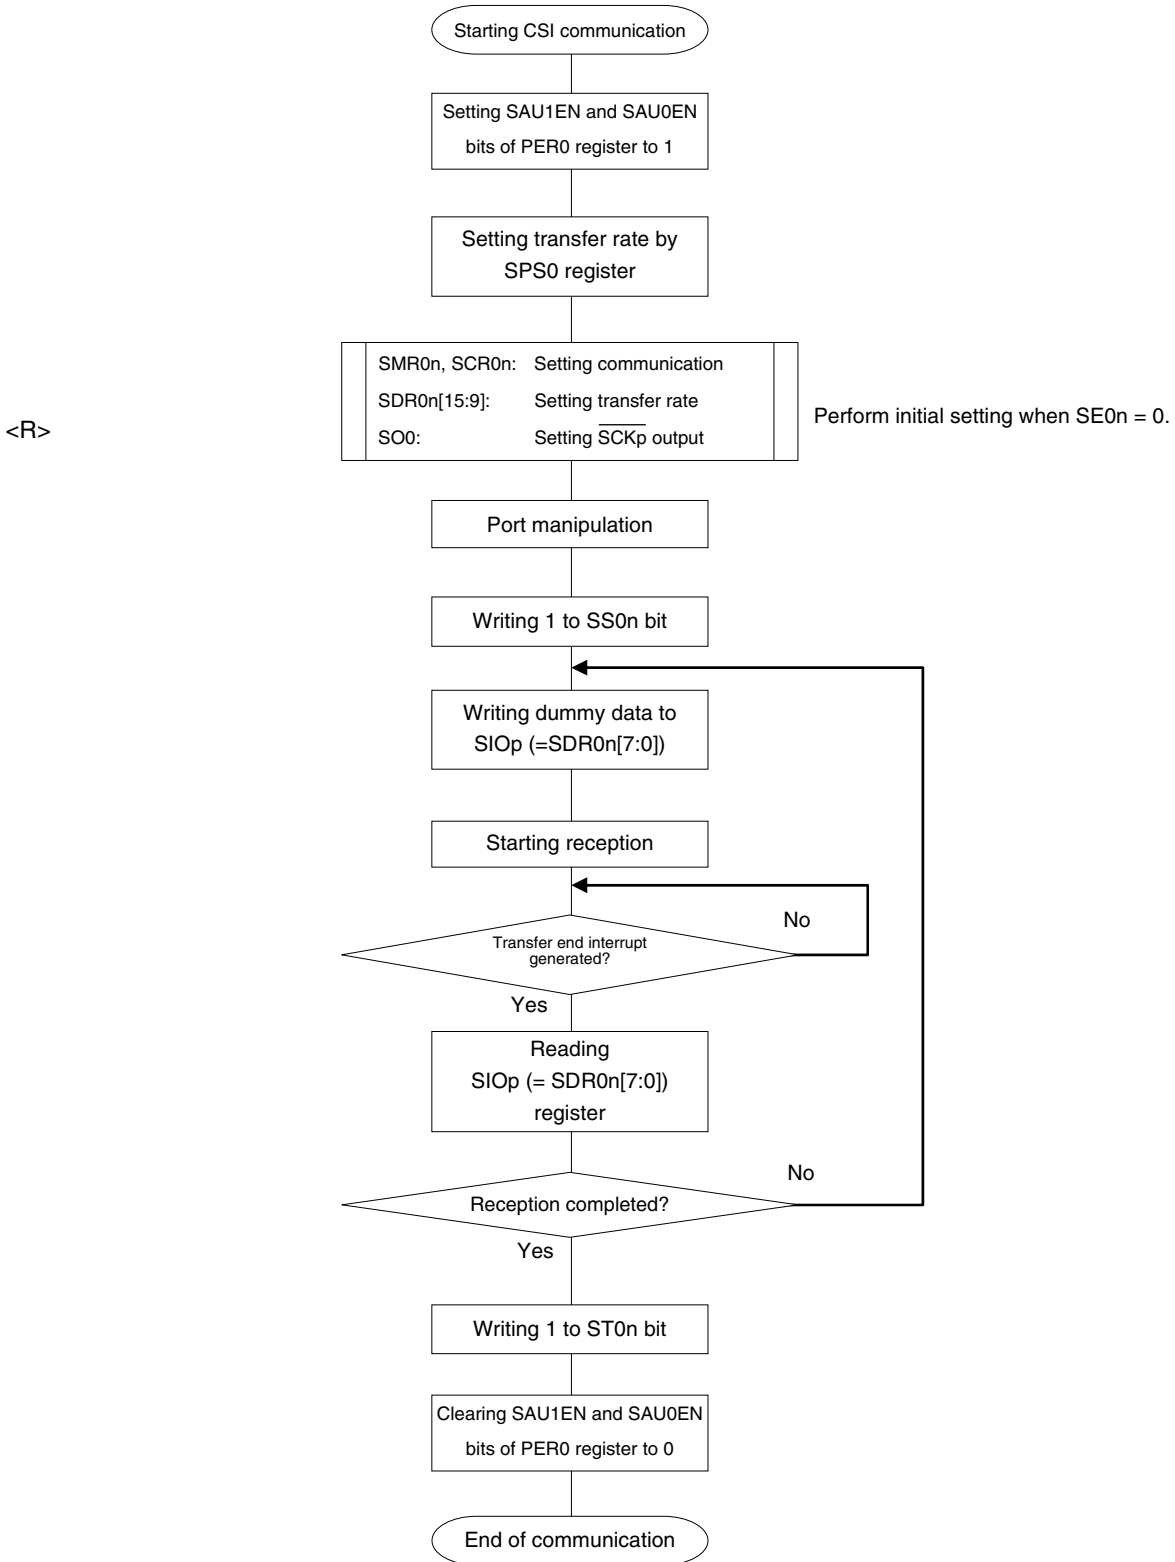 Starting CSI communication
Setting SAU1EN and SAU0EN
bits of PER0 register to 1
Setting transfer rate by
SPS0 register
SMR0n, SCR0n: Setting communication
SDR0n[15:9]: Setting transfer rate
SO0: Setting SCKp output
<R>
Perform initial setting when SE0n = 0.
Port manipulation
Writing 1 to SS0n bit
Writing dummy data to
SIOp (=SDR0n[7:0])
Starting reception
No
Transfer end interrupt
generated?
Yes
Reading
SIOp (= SDR0n[7:0])
register
No
Reception completed?
Yes
Writing 1 to ST0n bit
Clearing SAU1EN and SAU0EN
bits of PER0 register to 0
End of communication